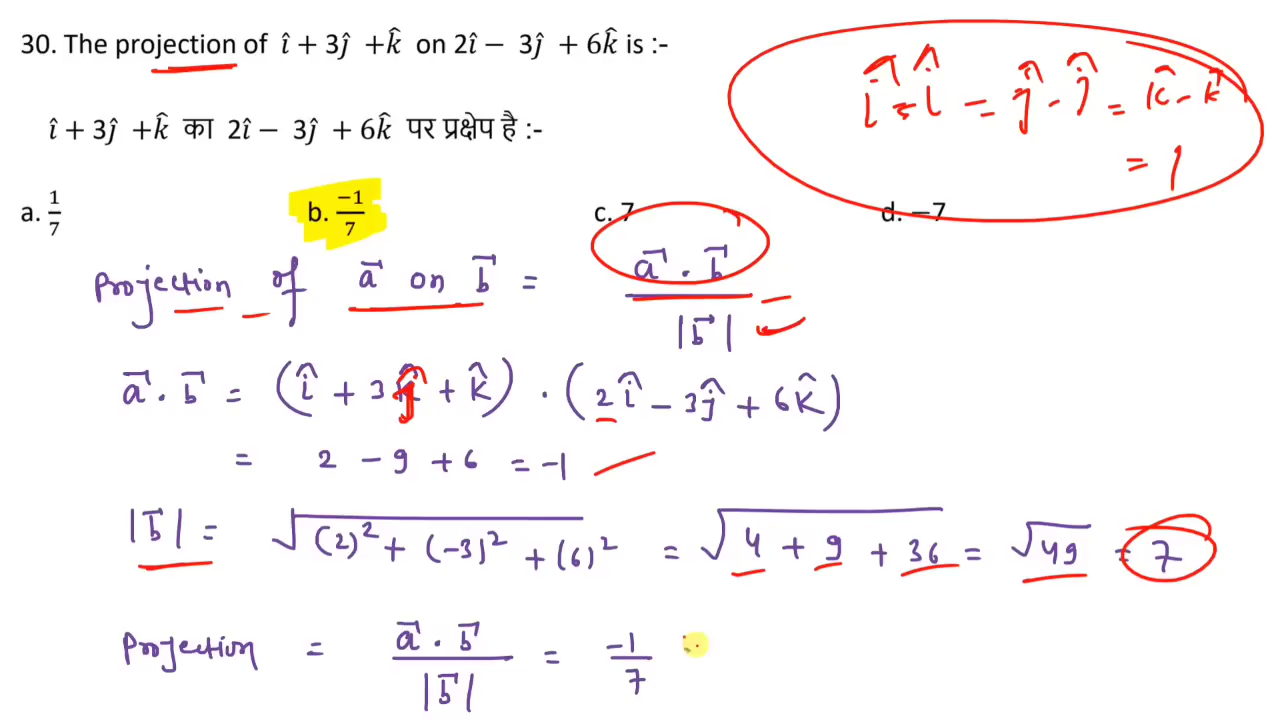 30. The projection of î + 3ĵ +k̂ on 2î − 3ĵ + 6k̂ is :-
î.î = ĵ-ĵ = k̂-k̂
= 1
î + 3ĵ +k̂ का 2î − 3ĵ + 6k̂ पर प्रक्षेप है :-
a. 1/7 b. −1/7 c. 7 d. −7
Projection of a⃗ on b⃗ = a⃗ . b⃗ / |b⃗|
a⃗ . b⃗ = (î + 3ĵ + k̂) . (2î − 3ĵ + 6k̂)
= 2 − 9 + 6 = −1
|b⃗| = √(2)² + (−3)² + (6)² = √4 + 9 + 36 = √49 = 7
Projection = a⃗ . b⃗ / |b⃗| = −1/7